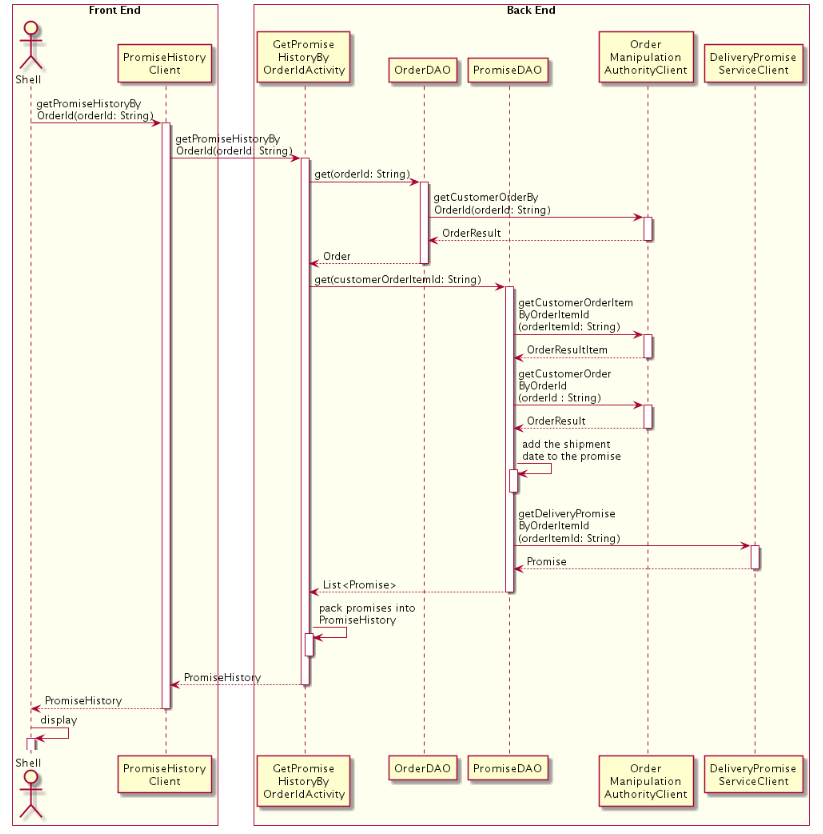 Front End
Back End
Shell
PromiseHistory
Client
GetPromise
HistoryBy
OrderIdActivity
OrderDAO
PromiseDAO
Order
Manipulation
AuthorityClient
DeliveryPromise
ServiceClient
getPromiseHistoryBy
OrderId(orderId: String)
getPromiseHistoryBy
OrderId(orderId: String)
get(orderId: String)
getCustomerOrderBy
OrderId(orderId: String)
OrderResult
Order
get(customerOrderItemId: String)
getCustomerOrderItem
ByOrderItemId
(orderItemId: String)
OrderResultItem
getCustomerOrder
ByOrderId
(orderId : String)
OrderResult
add the shipment
date to the promise
getDeliveryPromise
ByOrderItemId
(orderItemId: String)
Promise
List<Promise>
pack promises into
PromiseHistory
PromiseHistory
PromiseHistory
display
Shell
PromiseHistory
Client
GetPromise
HistoryBy
OrderIdActivity
OrderDAO
PromiseDAO
Order
Manipulation
AuthorityClient
DeliveryPromise
ServiceClient